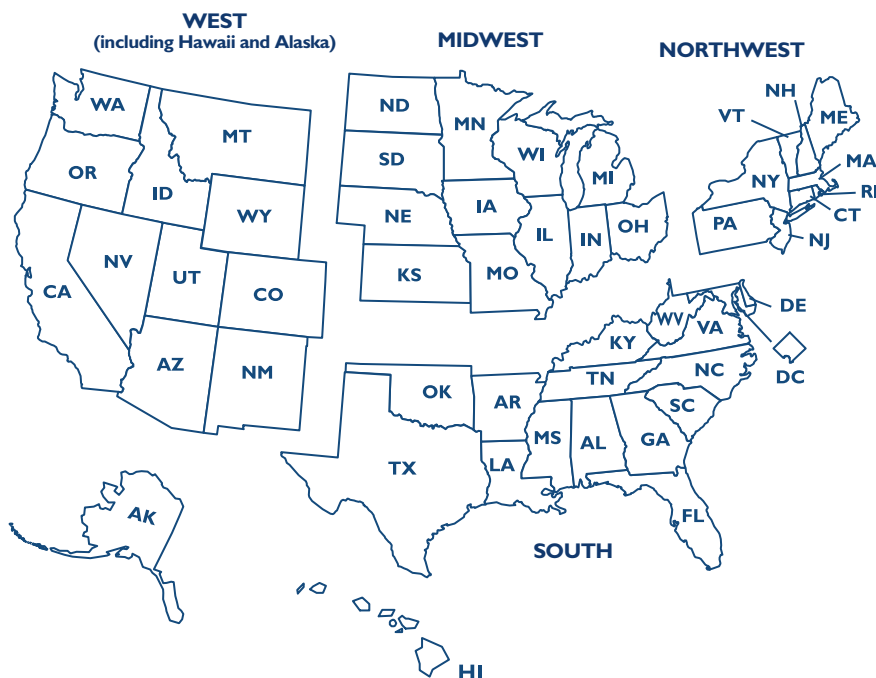 WEST
(including Hawaii and Alaska)
MIDWEST
NORTHWEST
WA
MT
OR
ID
WY
NV
UT
CA
CO
AZ
NM
AK
HI
ND
MN
SD
WI
MI
IA
NE
IL
IN
OH
KS
MO
NH
ME
VT
MA
NY
RI
CT
PA
NJ
DE
WV
VA
KY
DC
NC
TN
OK
AR
SC
MS
AL
GA
LA
TX
FL
SOUTH